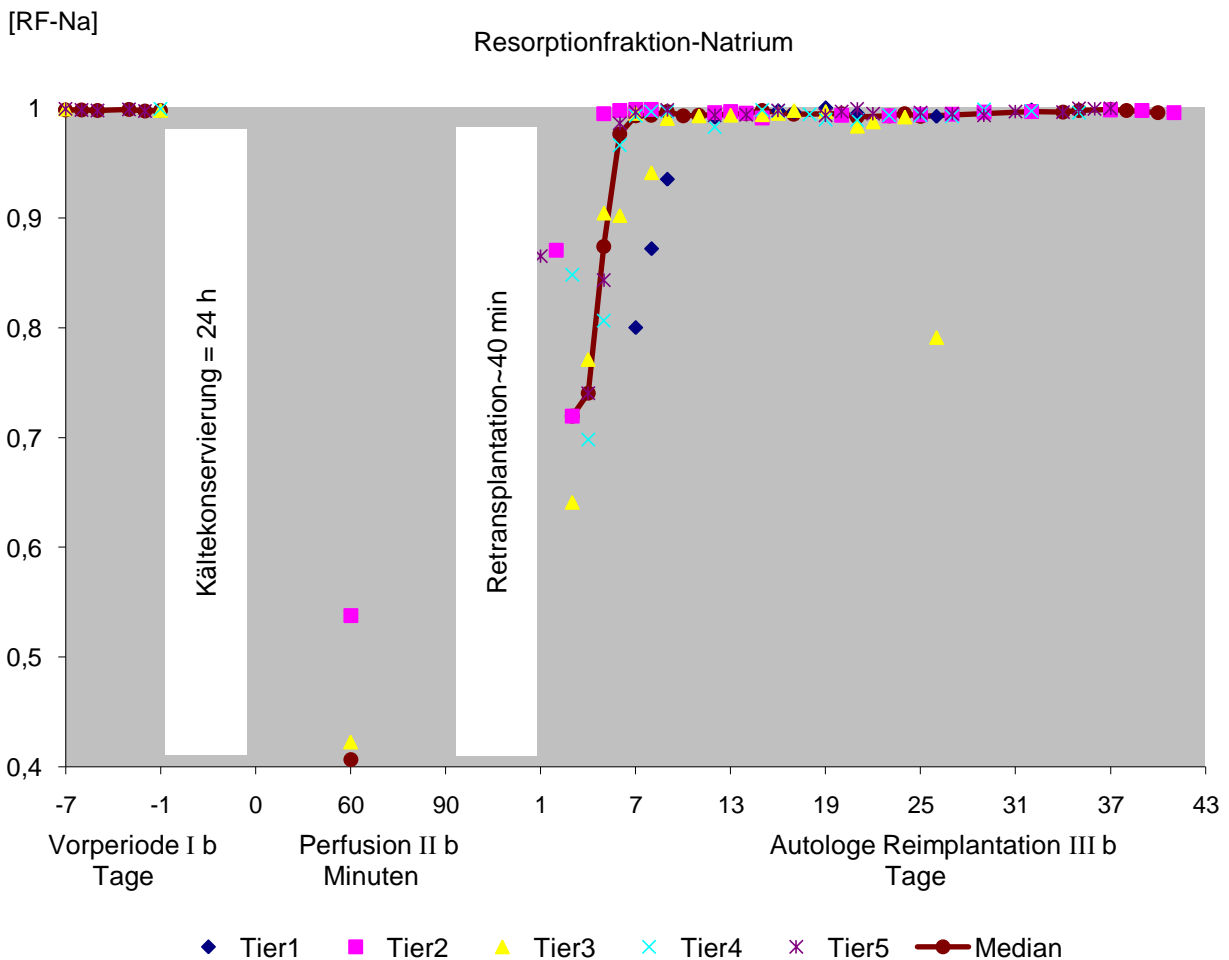 [RF-Na]
Resorptionfraktion-Natrium
1
0,9
0,8
0,7
0,6
0,5
0,4
Kältekonservierung = 24 h
Retransplantation~40 min
-7 -1 0 60 90 1 7 13 19 25 31 37 43
Vorperiode I b Perfusion II b Autologe Reimplantation III b
Tage Minuten Tage
Tier1 Tier2 Tier3 Tier4 Tier5 Median